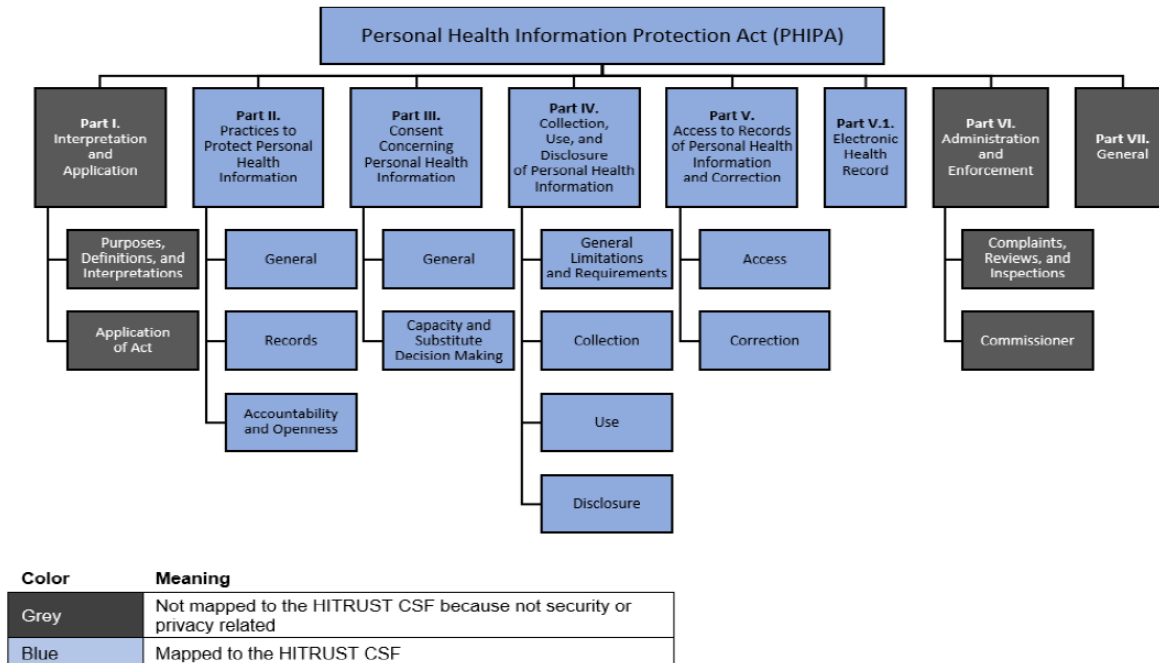 Personal Health Information Protection Act (PHIPA)
Part I.
Interpretation
and
Application
Part II.
Practices to
Protect Personal
Health
Information
Part III.
Consent
Concerning
Personal Health
Information
Part IV.
Collection,
Use, and
Disclosure
of Personal Health
Information
Part V.
Access to Records
of Personal Health
Information
and Correction
Part V.1.
Electronic
Health
Record
Part VI.
Administration
and
Enforcement
Part VII.
General
Purposes,
Definitions, and
Interpretations
Application
of Act
General
Records
Accountability
and Openness
General
Capacity and
Substitute
Decision Making
General
Limitations
and Requirements
Collection
Use
Disclosure
Access
Correction
Complaints,
Reviews, and
Inspections
Commissioner
Color Meaning
Grey Not mapped to the HITRUST CSF because not security or
privacy related
Blue Mapped to the HITRUST CSF